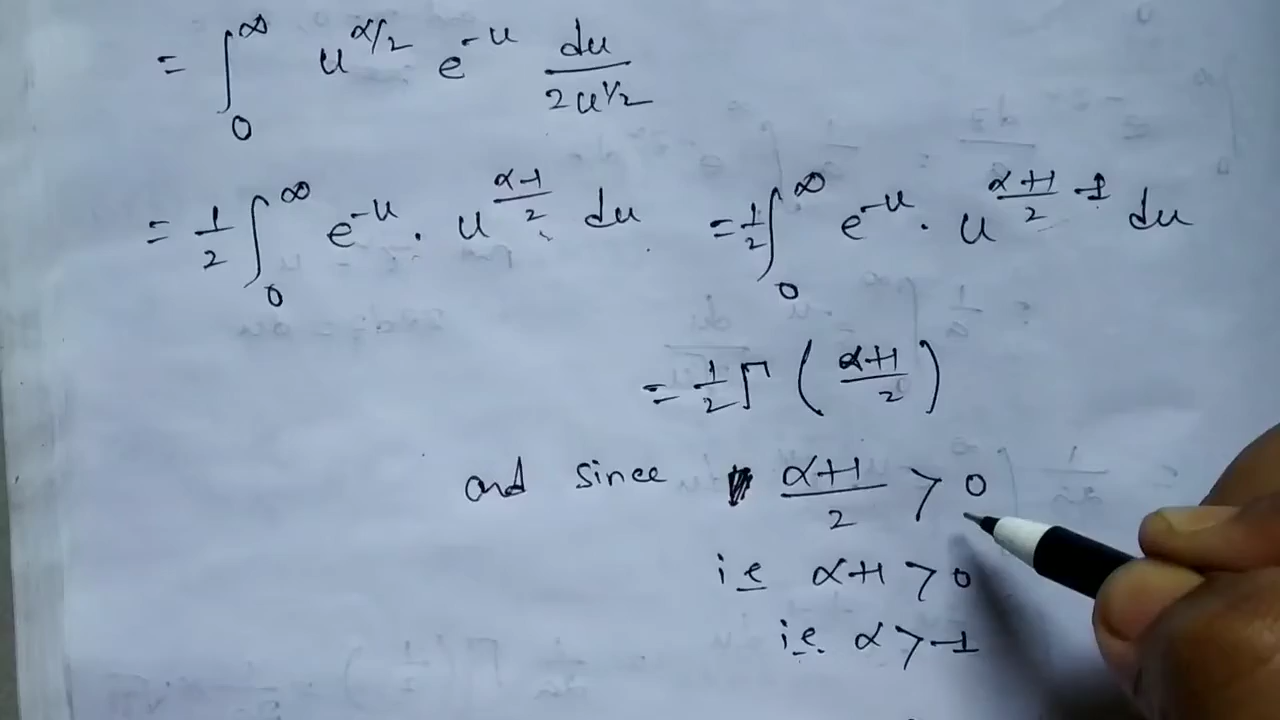 = ∫₀^∞ u^{α/2} e^{-u} du/2u^{1/2}
= 1/2 ∫₀^∞ e^{-u} · u^{(α-1)/2} du = 1/2 ∫₀^∞ e^{-u} · u^{(α+1)/2 - 1} du
= 1/2 Γ((α+1)/2)
and since (α+1)/2 > 0
i.e α+1 > 0
i.e. α > -1